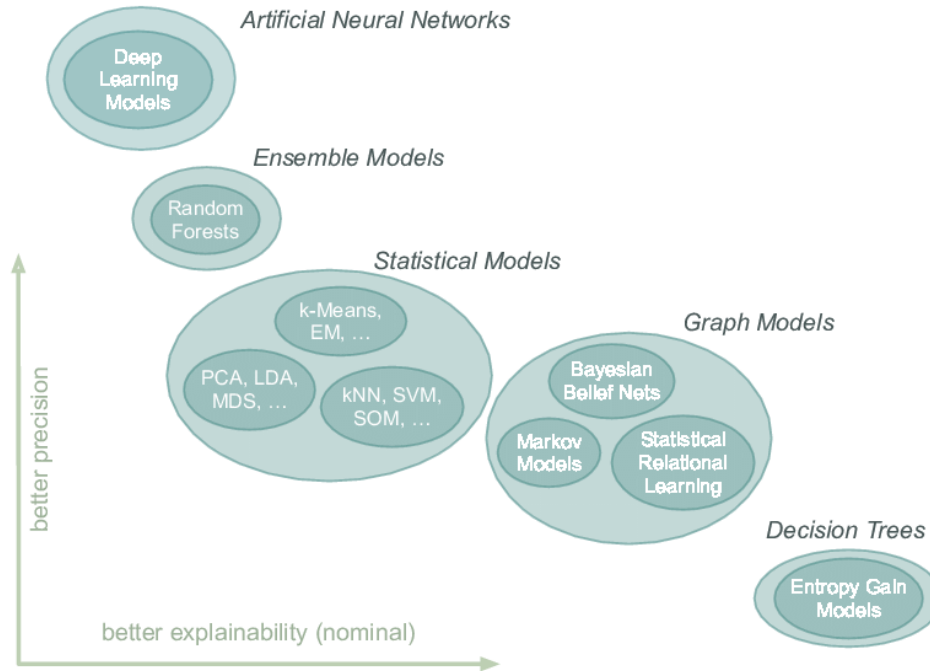 Artificial Neural Networks
Deep
Learning
Models
Ensemble Models
Random
Forests
Statistical Models
k-Means,
EM, ...
PCA, LDA,
MDS, ...
kNN, SVM,
SOM, ...
Graph Models
Bayesian
Belief Nets
Markov
Models
Statistical
Relational
Learning
Decision Trees
Entropy Gain
Models
better precision
better explainability (nominal)